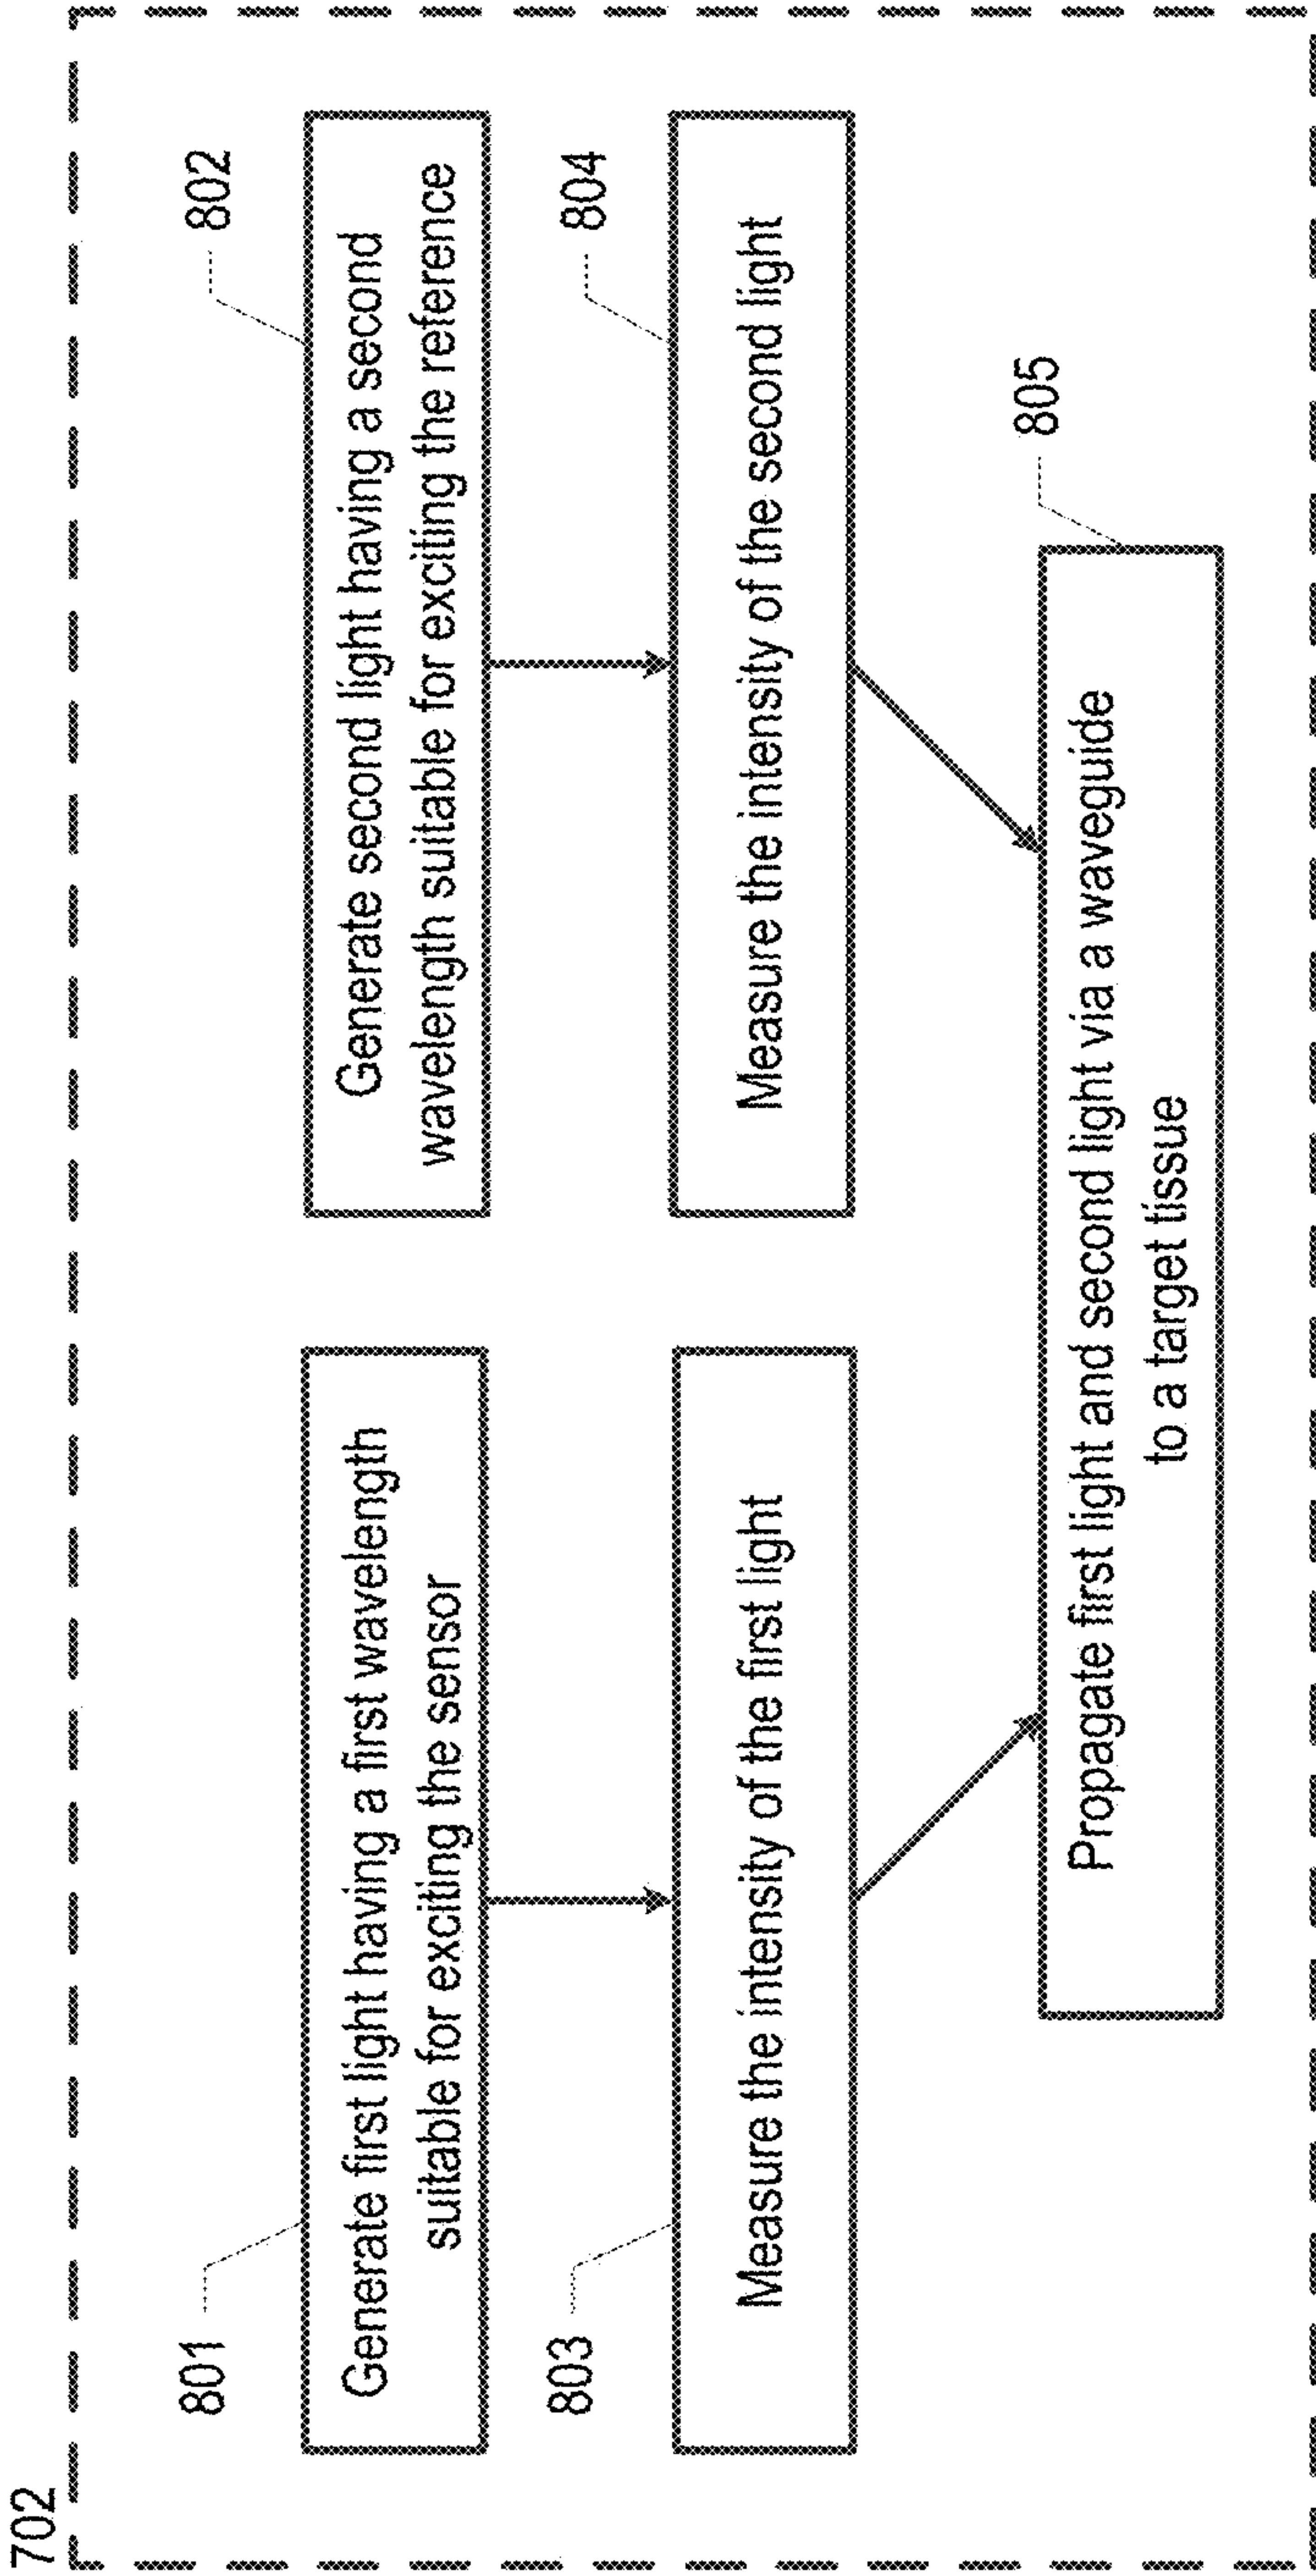 702
801
Generate first light having a first wavelength
suitable for exciting the sensor
802
Generate second light having a second
wavelength suitable for exciting the reference
803
Measure the intensity of the first light
804
Measure the intensity of the second light
805
Propagate first light and second light via a waveguide
to a target tissue